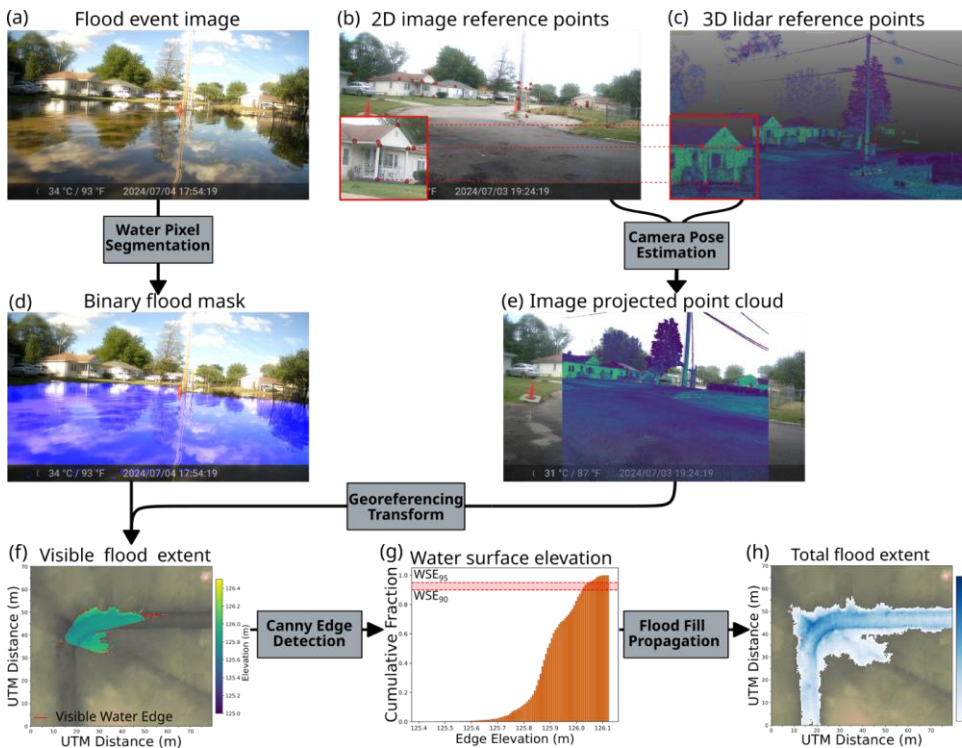 (a) Flood event image
(b) 2D image reference points
(c) 3D lidar reference points
34 °C / 93 °F 2024/07/04 17:54:19
°F 2024/07/03 19:24:19
Water Pixel
Segmentation
Camera Pose
Estimation
(d) Binary flood mask
(e) Image projected point cloud
34 °C / 93 °F 2024/07/04 17:54:19
31 °C / 87 °F 2024/07/03 19:24:19
Georeferencing
Transform
(f) Visible flood extent
UTM Distance (m)
70
60
50
40
30
20
10
0
0 10 20 30 40 50 60 70
UTM Distance (m)
Visible Water Edge
126.4
126.2
126.0
125.8
125.6
125.4
125.2
125.0
Elevation (m)
Canny Edge
Detection
(g) Water surface elevation
Cumulative Fraction
1.0
0.8
0.6
0.4
0.2
0.0
WSE95
WSE90
125.4 125.5 125.6 125.7 125.8 125.9 126.0 126.1
Edge Elevation (m)
Flood Fill
Propagation
(h) Total flood extent
UTM Distance (m)
70
60
50
40
30
20
10
0
0 10 20 30 40 50 60 70
UTM Distance (m)